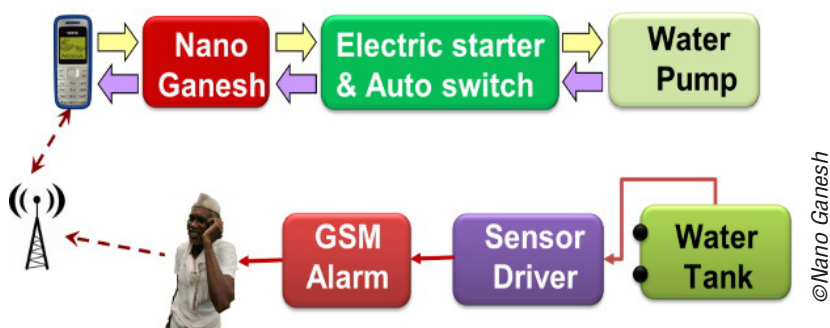 Nano
Ganesh
Electric starter
& Auto switch
Water
Pump
GSM
Alarm
Sensor
Driver
Water
Tank
©Nano Ganesh